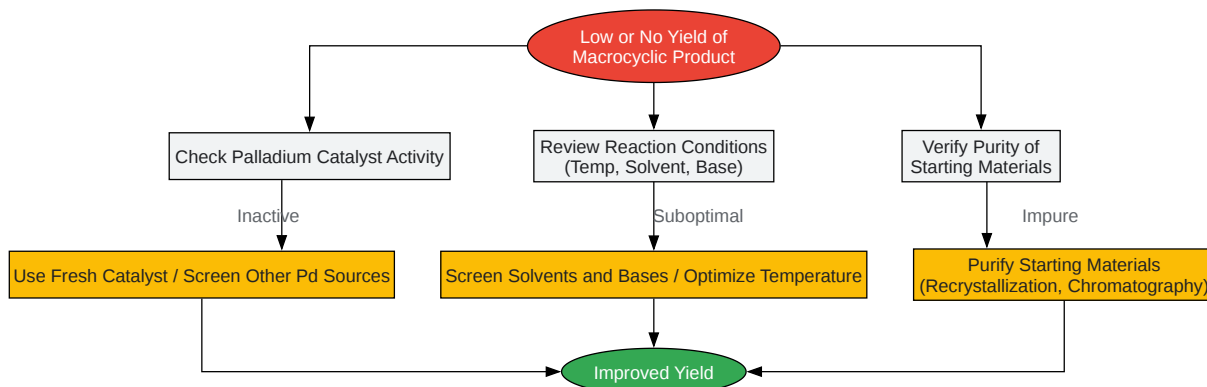 Low or No Yield of
Macrocyclic Product
Check Palladium Catalyst Activity
Review Reaction Conditions
(Temp, Solvent, Base)
Verify Purity of
Starting Materials
Inactive
Suboptimal
Impure
Use Fresh Catalyst / Screen Other Pd Sources
Screen Solvents and Bases / Optimize Temperature
Purify Starting Materials
(Recrystallization, Chromatography)
Improved Yield